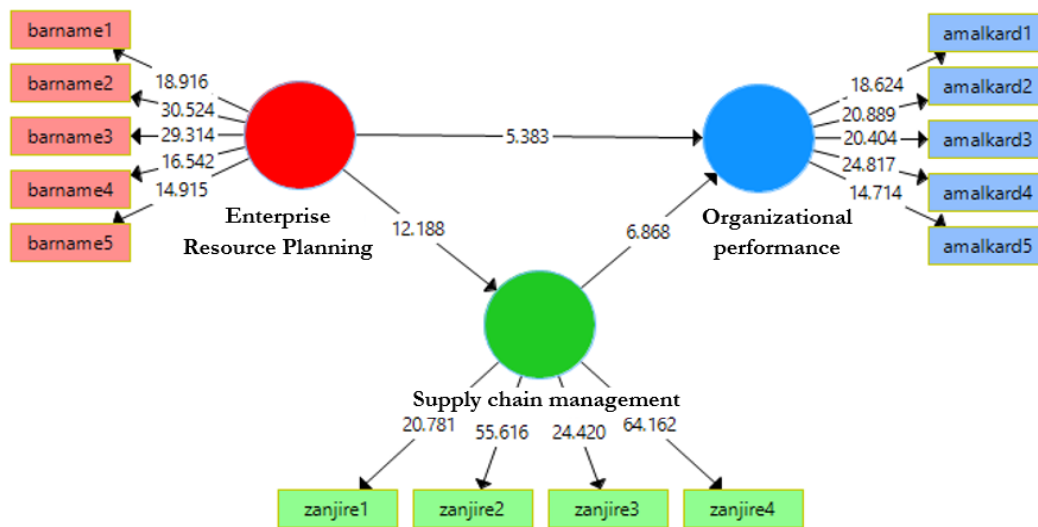 barname1
barname2
barname3
barname4
barname5
18.916
30.524
29.314
16.542
14.915
Enterprise
Resource Planning
5.383
12.188
6.868
amalkard1
amalkard2
amalkard3
amalkard4
amalkard5
18.624
20.889
20.404
24.817
14.714
Organizational
performance
Supply chain management
20.781
55.616
24.420
64.162
zanjire1
zanjire2
zanjire3
zanjire4